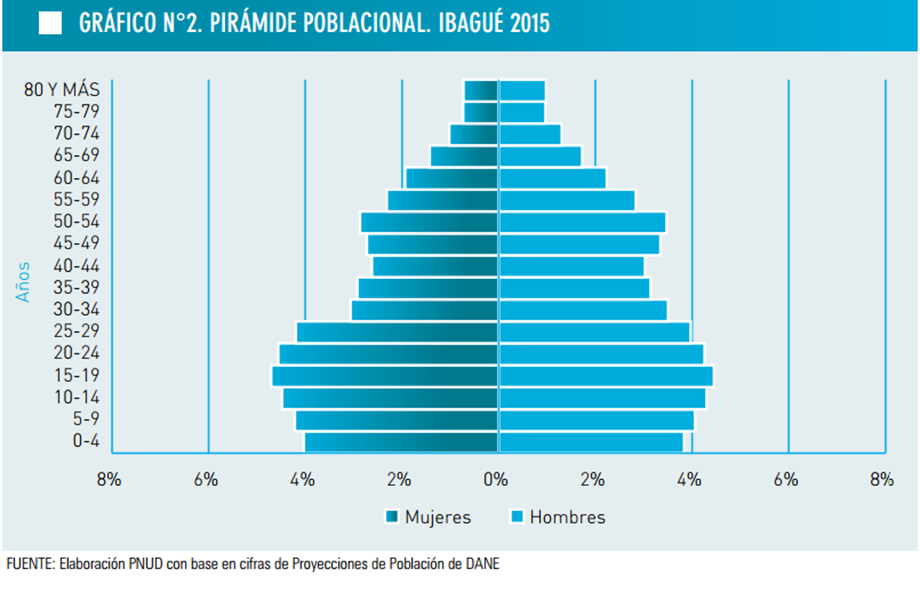 GRÁFICO N°2. PIRÁMIDE POBLACIONAL. IBAGUÉ 2015
80 Y MÁS
75-79
70-74
65-69
60-64
55-59
50-54
45-49
40-44
35-39
30-34
25-29
20-24
15-19
10-14
5-9
0-4
Años
8% 6% 4% 2% 0% 2% 4% 6% 8%
Mujeres Hombres
FUENTE: Elaboración PNUD con base en cifras de Proyecciones de Población de DANE